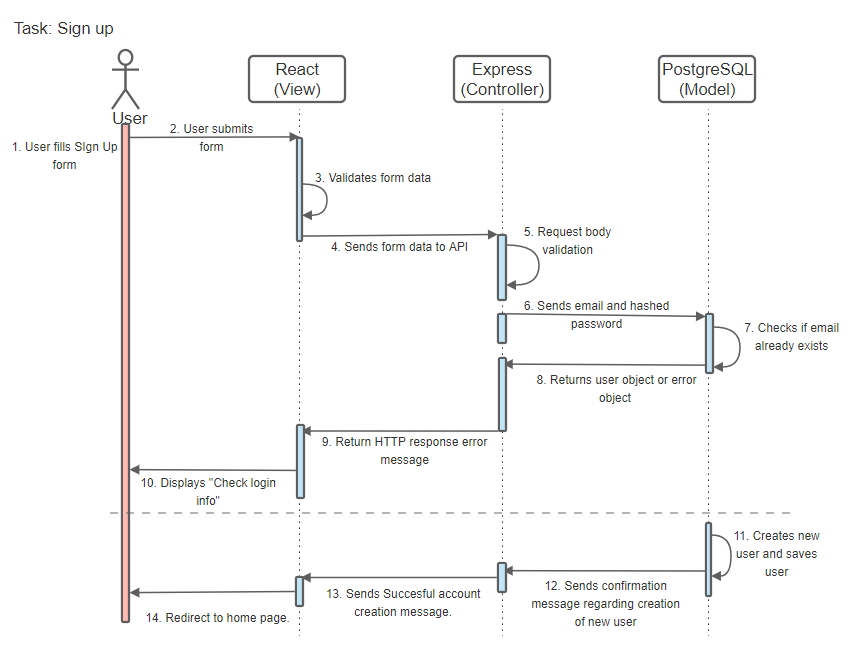 Task: Sign up
React
(View)
Express
(Controller)
PostgreSQL
(Model)
User
1. User fills SIgn Up
form
2. User submits
form
3. Validates form data
4. Sends form data to API
5. Request body
validation
6. Sends email and hashed
password
7. Checks if email
already exists
8. Returns user object or error
object
9. Return HTTP response error
message
10. Displays "Check login
info"
11. Creates new
user and saves
user
12. Sends confirmation
message regarding creation
of new user
13. Sends Succesful account
creation message.
14. Redirect to home page.